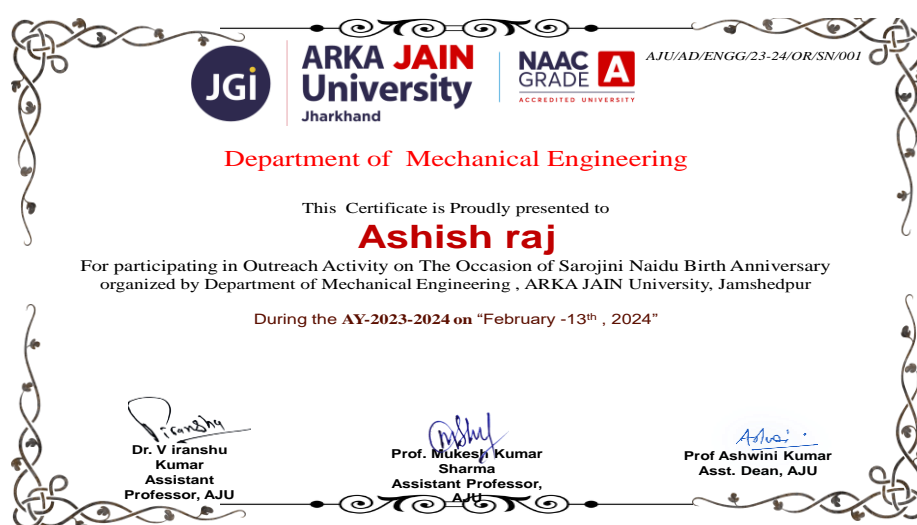 JGi
ARKA JAIN
University
Jharkhand
NAAC
GRADE A
ACCREDITED UNIVERSITY
AJU/AD/ENGG/23-24/OR/SN/001
Department of Mechanical Engineering
This Certificate is Proudly presented to
Ashish raj
For participating in Outreach Activity on The Occasion of Sarojini Naidu Birth Anniversary
organized by Department of Mechanical Engineering , ARKA JAIN University, Jamshedpur
During the AY-2023-2024 on “February -13th , 2024”
Piranshu
Dr. V iranshu
Kumar
Assistant
Professor, AJU
Prof. Mukesh Kumar
Sharma
Assistant Professor,
AJU
Prof Ashwini Kumar
Asst. Dean, AJU